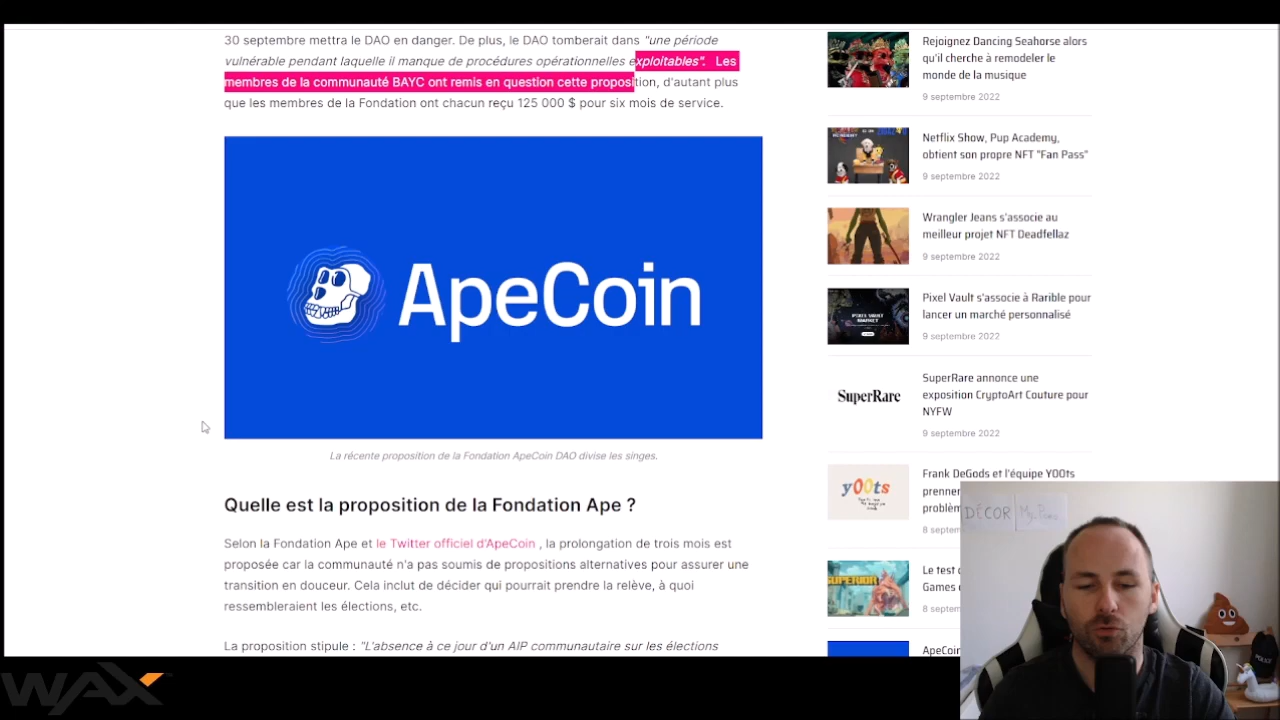 30 septembre mettra le DAO en danger. De plus, le DAO tomberait dans "une période
vulnérable pendant laquelle il manque de procédures opérationnelles exploitables". Les
membres de la communauté BAYC ont remis en question cette proposition, d'autant plus
que les membres de la Fondation ont chacun reçu 125 000 $ pour six mois de service.
ApeCoin
La récente proposition de la Fondation ApeCoin DAO divise les singes.
Quelle est la proposition de la Fondation Ape ?
Selon la Fondation Ape et le Twitter officiel d'ApeCoin , la prolongation de trois mois est
proposée car la communauté n'a pas soumis de propositions alternatives pour assurer une
transition en douceur. Cela inclut de décider qui pourrait prendre la relève, à quoi
ressembleraient les élections, etc.
La proposition stipule : "L'absence à ce jour d'un AIP communautaire sur les élections
Rejoignez Dancing Seahorse alors
qu'il cherche à remodeler le
monde de la musique
9 septembre 2022
Netflix Show, Pup Academy,
obtient son propre NFT "Fan Pass"
9 septembre 2022
Wrangler Jeans s'associe au
meilleur projet NFT Deadfellaz
9 septembre 2022
PIXEL VAULT
MARKET
Pixel Vault s'associe à Rarible pour
lancer un marché personnalisé
9 septembre 2022
SuperRare
SuperRare annonce une
exposition CryptoArt Couture pour
NYFW
9 septembre 2022
y00ts
Frank DeGods et l'équipe Y00ts
prennen
problèm
8 septem
SUPERIOR
Le test
Games
8 septem
ApeCoin
DÉCOR
POLICE
WAX